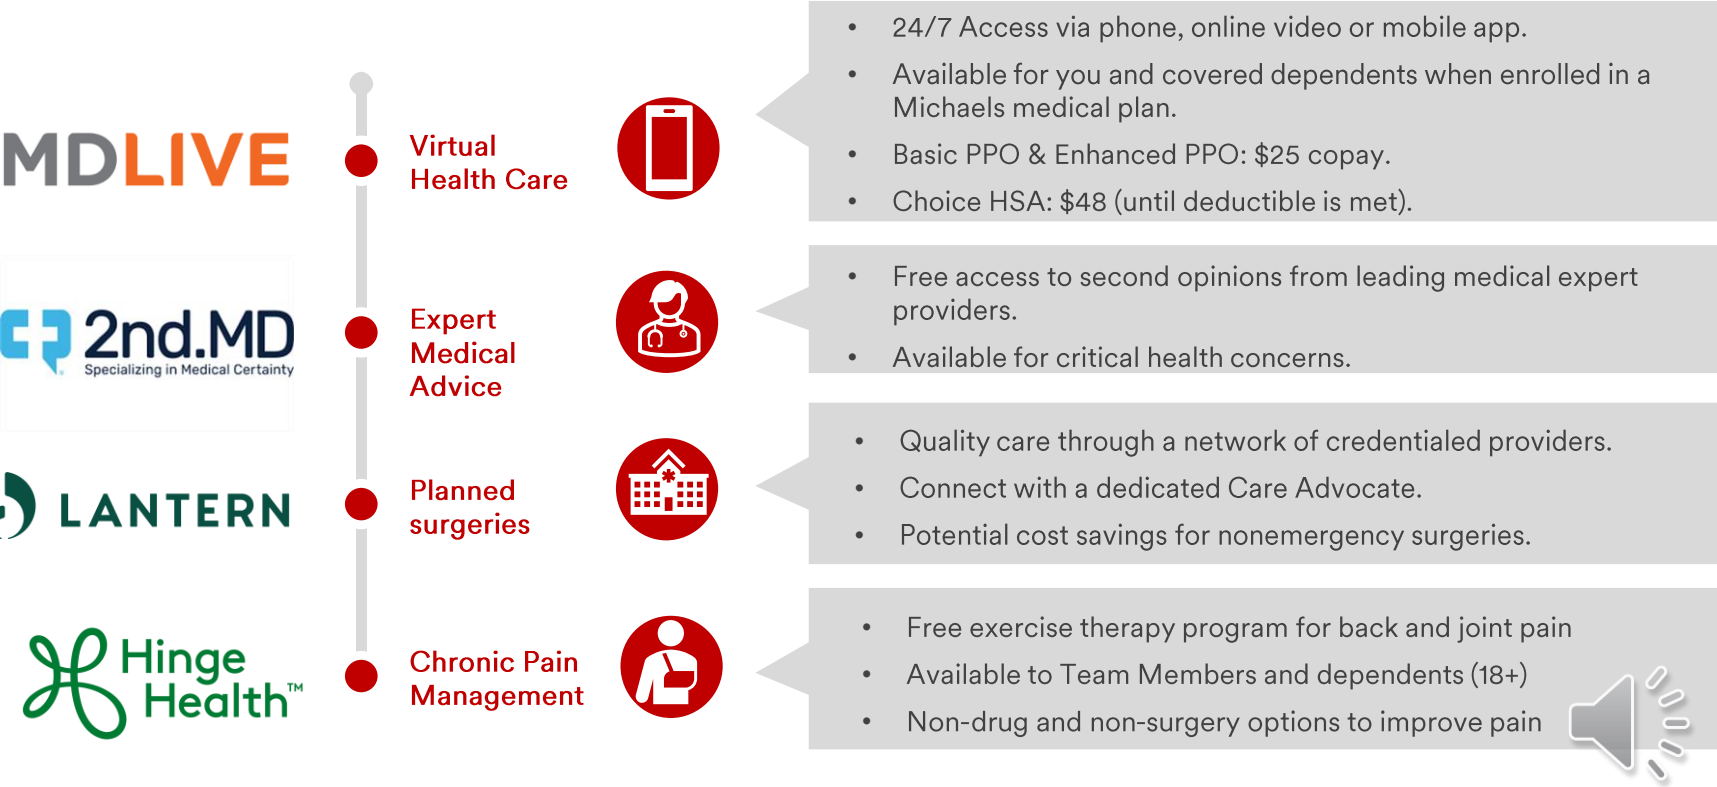 MDLIVE
Virtual
Health Care
• 24/7 Access via phone, online video or mobile app.
• Available for you and covered dependents when enrolled in a
Michaels medical plan.
• Basic PPO & Enhanced PPO: $25 copay.
• Choice HSA: $48 (until deductible is met).
2nd.MD
Specializing in Medical Certainty
Expert
Medical
Advice
• Free access to second opinions from leading medical expert
providers.
• Available for critical health concerns.
LANTERN
Planned
surgeries
• Quality care through a network of credentialed providers.
• Connect with a dedicated Care Advocate.
• Potential cost savings for nonemergency surgeries.
Hinge
Health™
Chronic Pain
Management
• Free exercise therapy program for back and joint pain
• Available to Team Members and dependents (18+)
• Non-drug and non-surgery options to improve pain